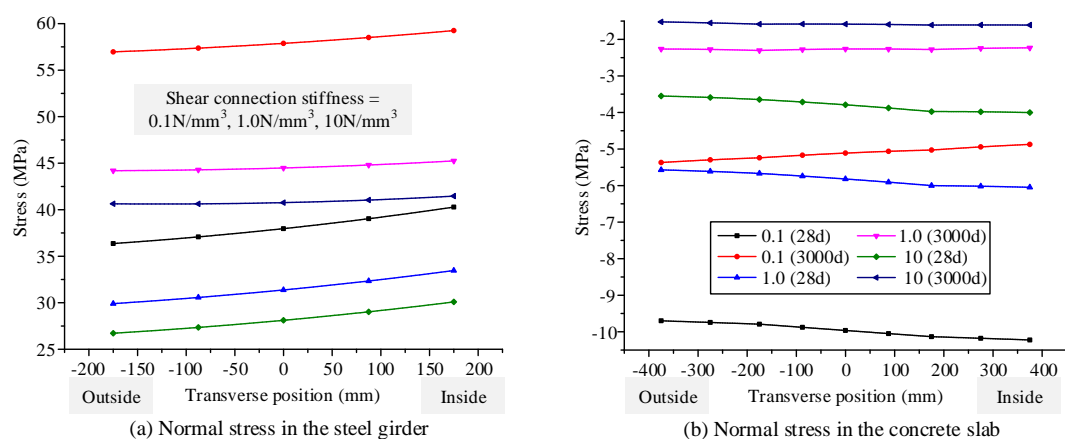 60
55
50
45
40
35
30
25
Stress (MPa)
Shear connection stiffness =
0.1N/mm³, 1.0N/mm³, 10N/mm³
-200 -150 -100 -50 0 50 100 150 200
Outside Transverse position (mm) Inside
(a) Normal stress in the steel girder
-2
-3
-4
-5
-6
-7
-8
-9
-10
Stress (MPa)
0.1 (28d) 1.0 (3000d)
0.1 (3000d) 10 (28d)
1.0 (28d) 10 (3000d)
-400 -300 -200 -100 0 100 200 300 400
Outside Transverse position (mm) Inside
(b) Normal stress in the concrete slab